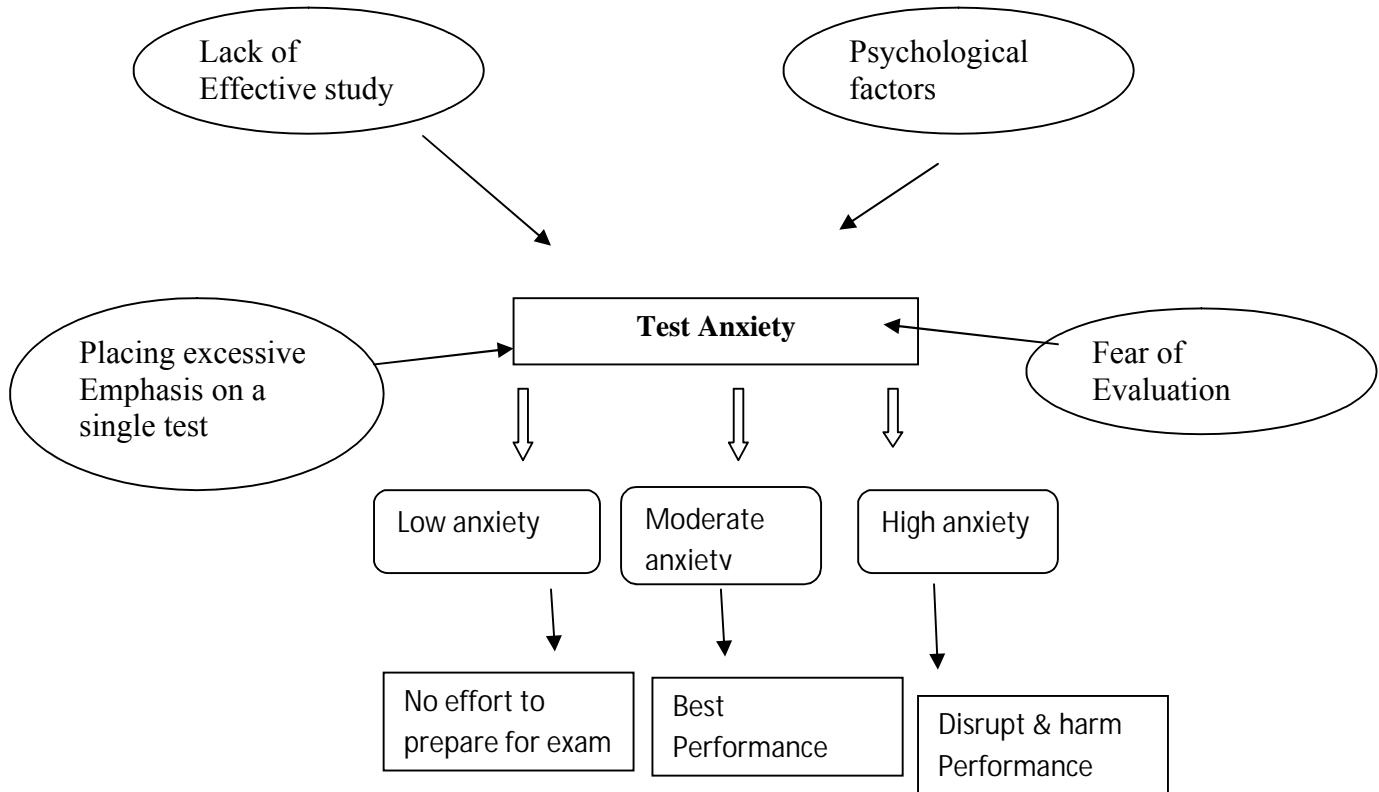 Lack of
Effective study
Psychological
factors
Test Anxiety
Placing excessive
Emphasis on a
single test
Fear of
Evaluation
Low anxiety
Moderate
anxiety
High anxiety
No effort to
prepare for exam
Best
Performance
Disrupt & harm
Performance